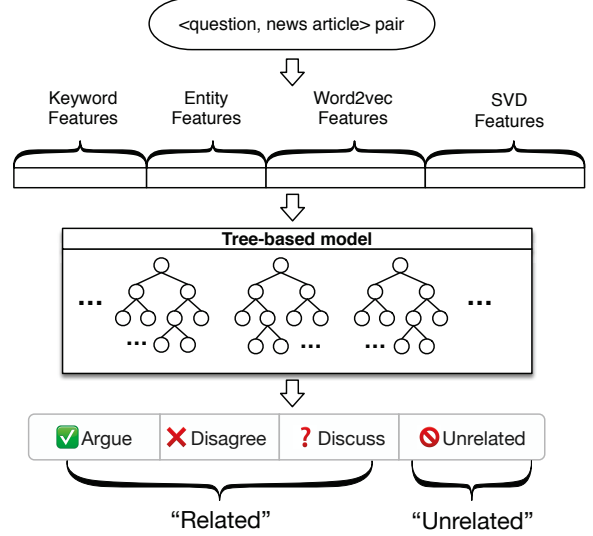 <question, news article> pair
Keyword Features
Entity Features
Word2vec Features
SVD Features
Tree-based model
... ...
... ... ...
✅ Argue ❌ Disagree ❓ Discuss 🚫 Unrelated
“Related” “Unrelated”